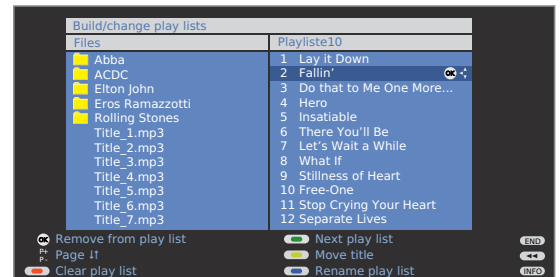 Build/change play lists
Files
Playliste10
Abba
ACDC
Elton John
Eros Ramazzotti
Rolling Stones
Title_1.mp3
Title_2.mp3
Title_3.mp3
Title_4.mp3
Title_5.mp3
Title_6.mp3
Title_7.mp3
1 Lay it Down
2 Fallin’ OK
3 Do that to Me One More...
4 Hero
5 Insatiable
6 There You’ll Be
7 Let’s Wait a While
8 What If
9 Stillness of Heart
10 Free-One
11 Stop Crying Your Heart
12 Separate Lives
OK Remove from play list
P+
P-
Page ↓↑
Clear play list
Next play list
Move title
Rename play list
END
INFO